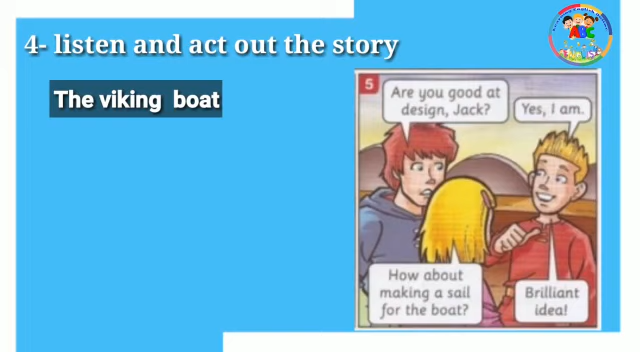 4- listen and act out the story
The viking boat
5
Are you good at
design, Jack?
Yes, I am.
How about
making a sail
for the boat?
Brilliant
idea!
ABC